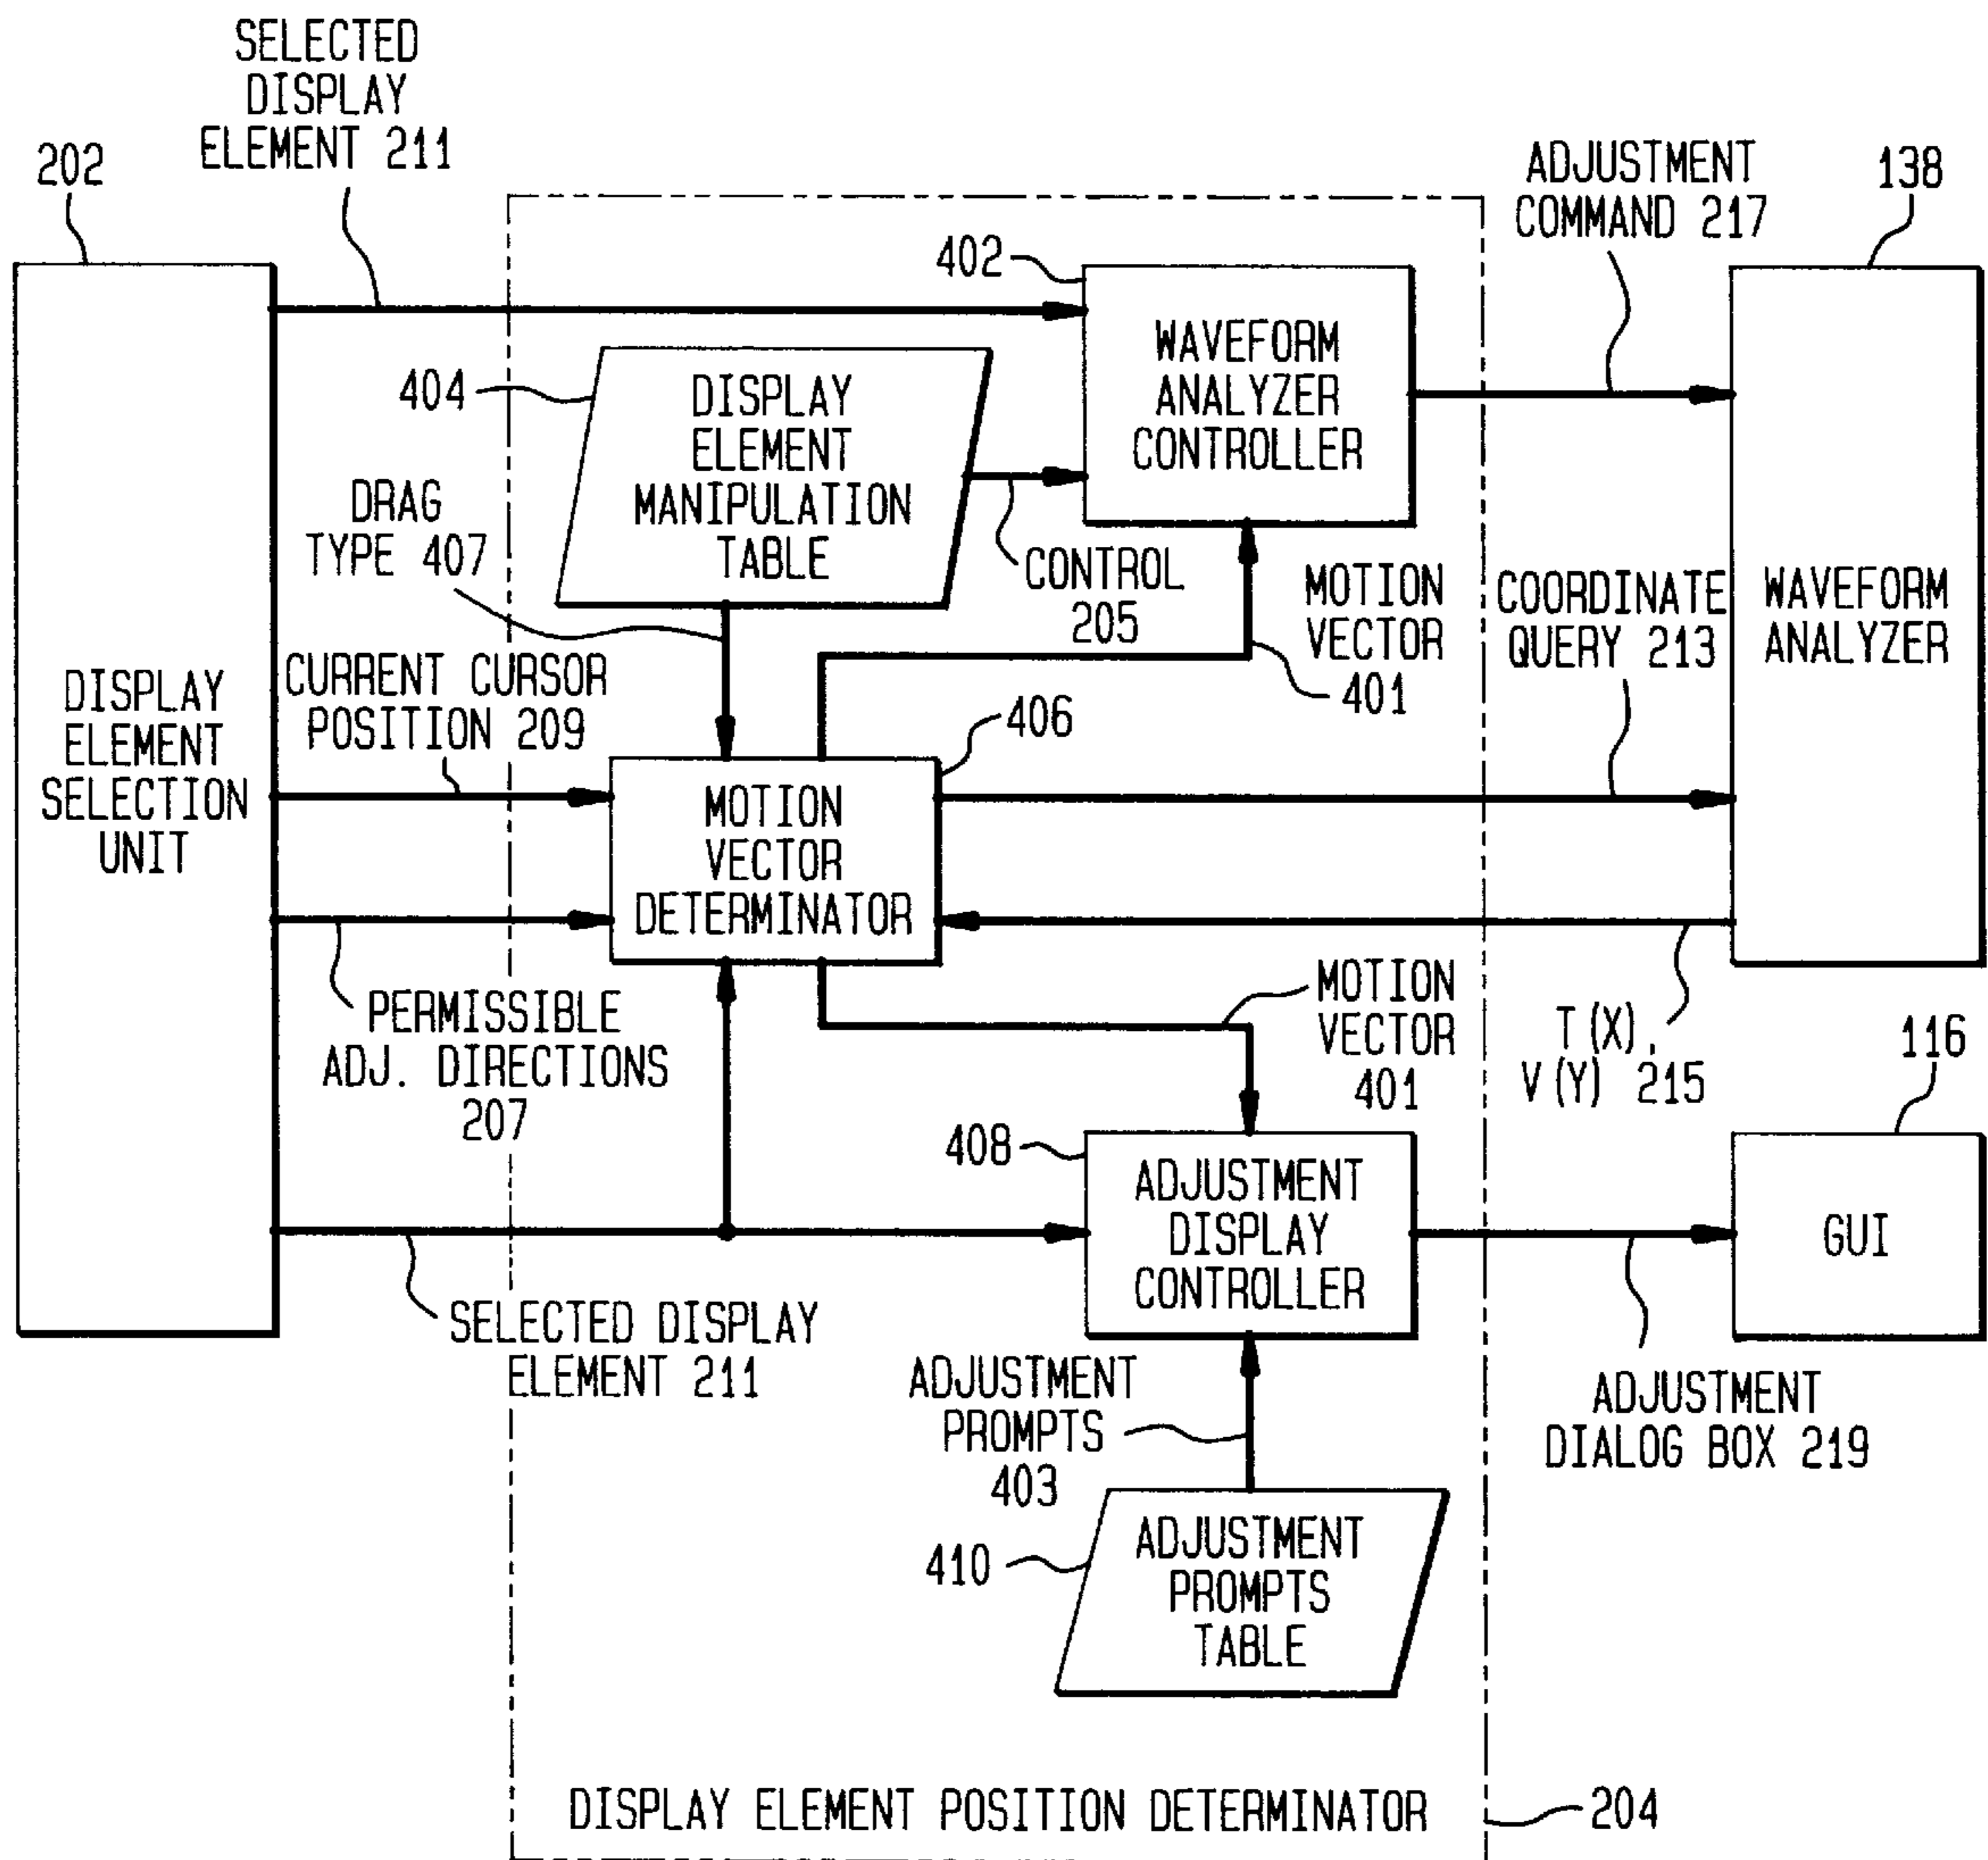 SELECTED
DISPLAY
ELEMENT 211
202
ADJUSTMENT
COMMAND 217
138
402
WAVEFORM
ANALYZER
CONTROLLER
404
DISPLAY
ELEMENT
MANIPULATION
TABLE
DRAG
TYPE 407
CONTROL
205
MOTION
VECTOR
401
COORDINATE
QUERY 213
WAVEFORM
ANALYZER
DISPLAY
ELEMENT
SELECTION
UNIT
CURRENT CURSOR
POSITION 209
406
MOTION
VECTOR
DETERMINATOR
PERMISSIBLE
ADJ. DIRECTIONS
207
MOTION
VECTOR
401
T(X),
V(Y) 215
116
408
ADJUSTMENT
DISPLAY
CONTROLLER
GUI
SELECTED DISPLAY
ELEMENT 211
ADJUSTMENT
PROMPTS
403
ADJUSTMENT
DIALOG BOX 219
410
ADJUSTMENT
PROMPTS
TABLE
DISPLAY ELEMENT POSITION DETERMINATOR
204